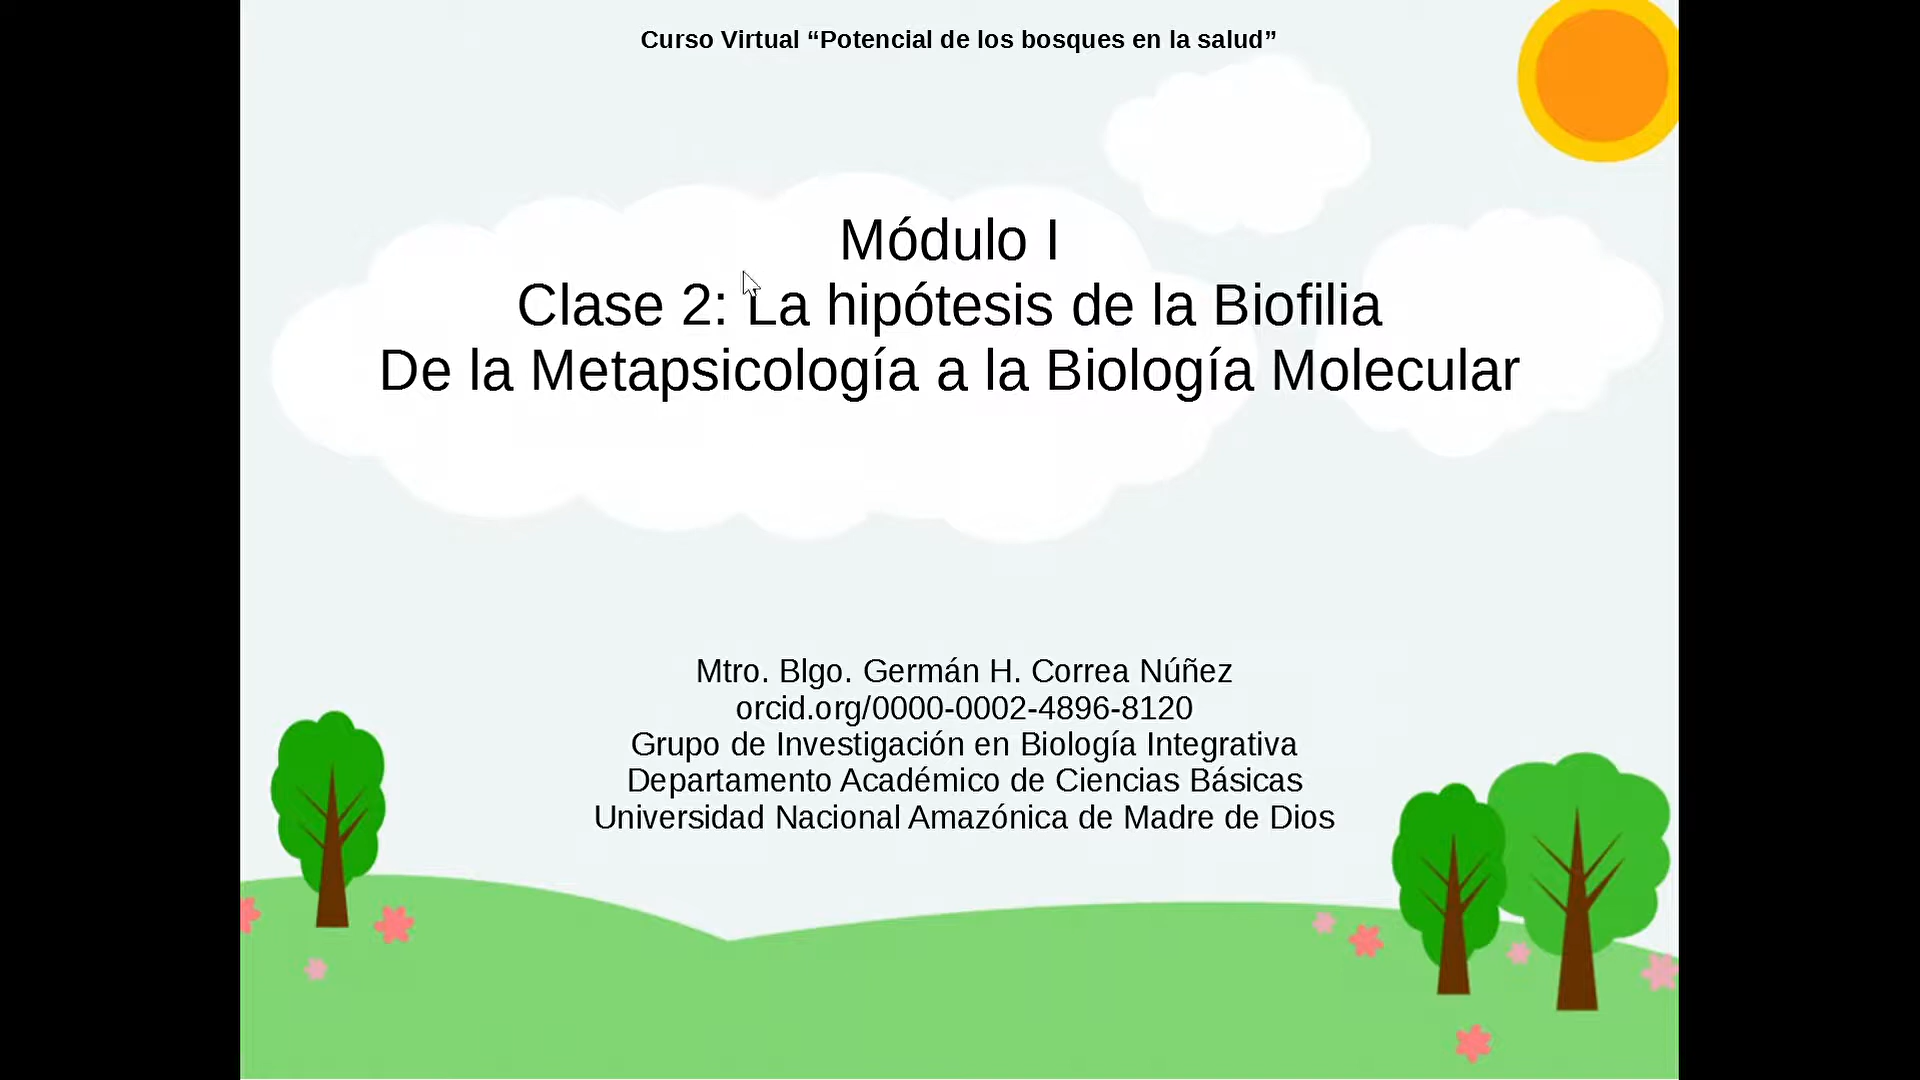 Curso Virtual “Potencial de los bosques en la salud”
Módulo I
Clase 2: La hipótesis de la Biofilia
De la Metapsicología a la Biología Molecular
Mtro. Blgo. Germán H. Correa Núñez
orcid.org/0000-0002-4896-8120
Grupo de Investigación en Biología Integrativa
Departamento Académico de Ciencias Básicas
Universidad Nacional Amazónica de Madre de Dios